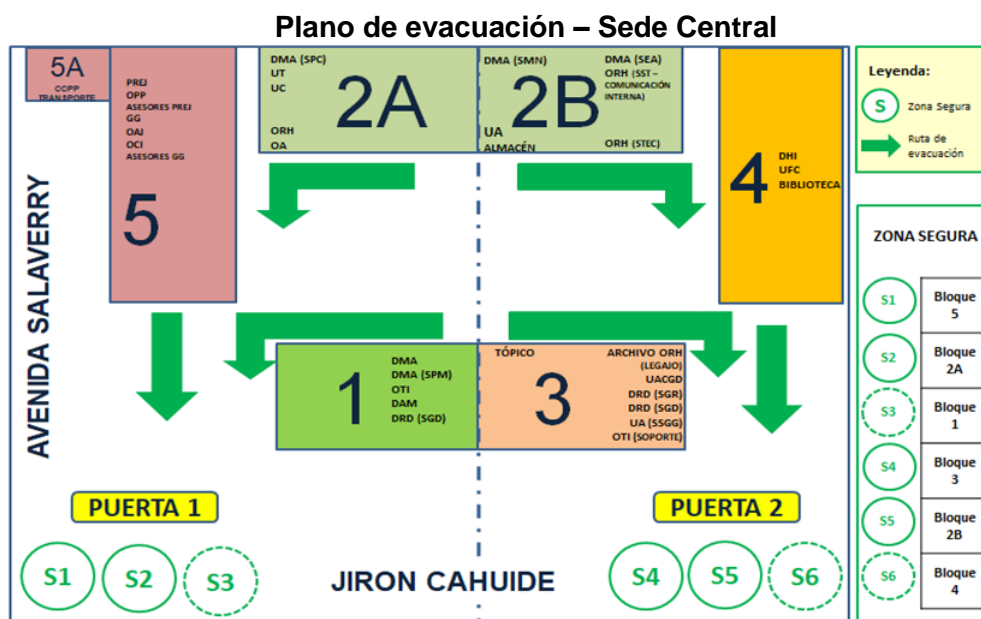 Plano de evacuación – Sede Central
5A
CCPP
TRANSPORTE
PREJ
OPP
ASESORES PREJ
GG
OAJ
OCI
ASESORES GG
5
DMA (SPC)
UT
UC
ORH
OA
2A
DMA (SMN)
UA
ALMACÉN
2B
DMA (SEA)
ORH (SST –
COMUNICACIÓN
INTERNA)
ORH (STEC)
4
DHI
UFC
BIBLIOTECA
AVENIDA SALAVERRY
1
DMA
DMA (SPM)
OTI
DAM
DRD (SGD)
TÓPICO
3
ARCHIVO ORH
(LEGAJO)
UACGD
DRD (SGR)
DRD (SGD)
UA (SSGG)
OTI (SOPORTE)
PUERTA 1
PUERTA 2
S1
S2
S3
JIRON CAHUIDE
S4
S5
S6
Leyenda:
S Zona Segura
Ruta de
evacuación
ZONA SEGURA
S1 Bloque
5
S2 Bloque
2A
S3 Bloque
1
S4 Bloque
3
S5 Bloque
2B
S6 Bloque
4